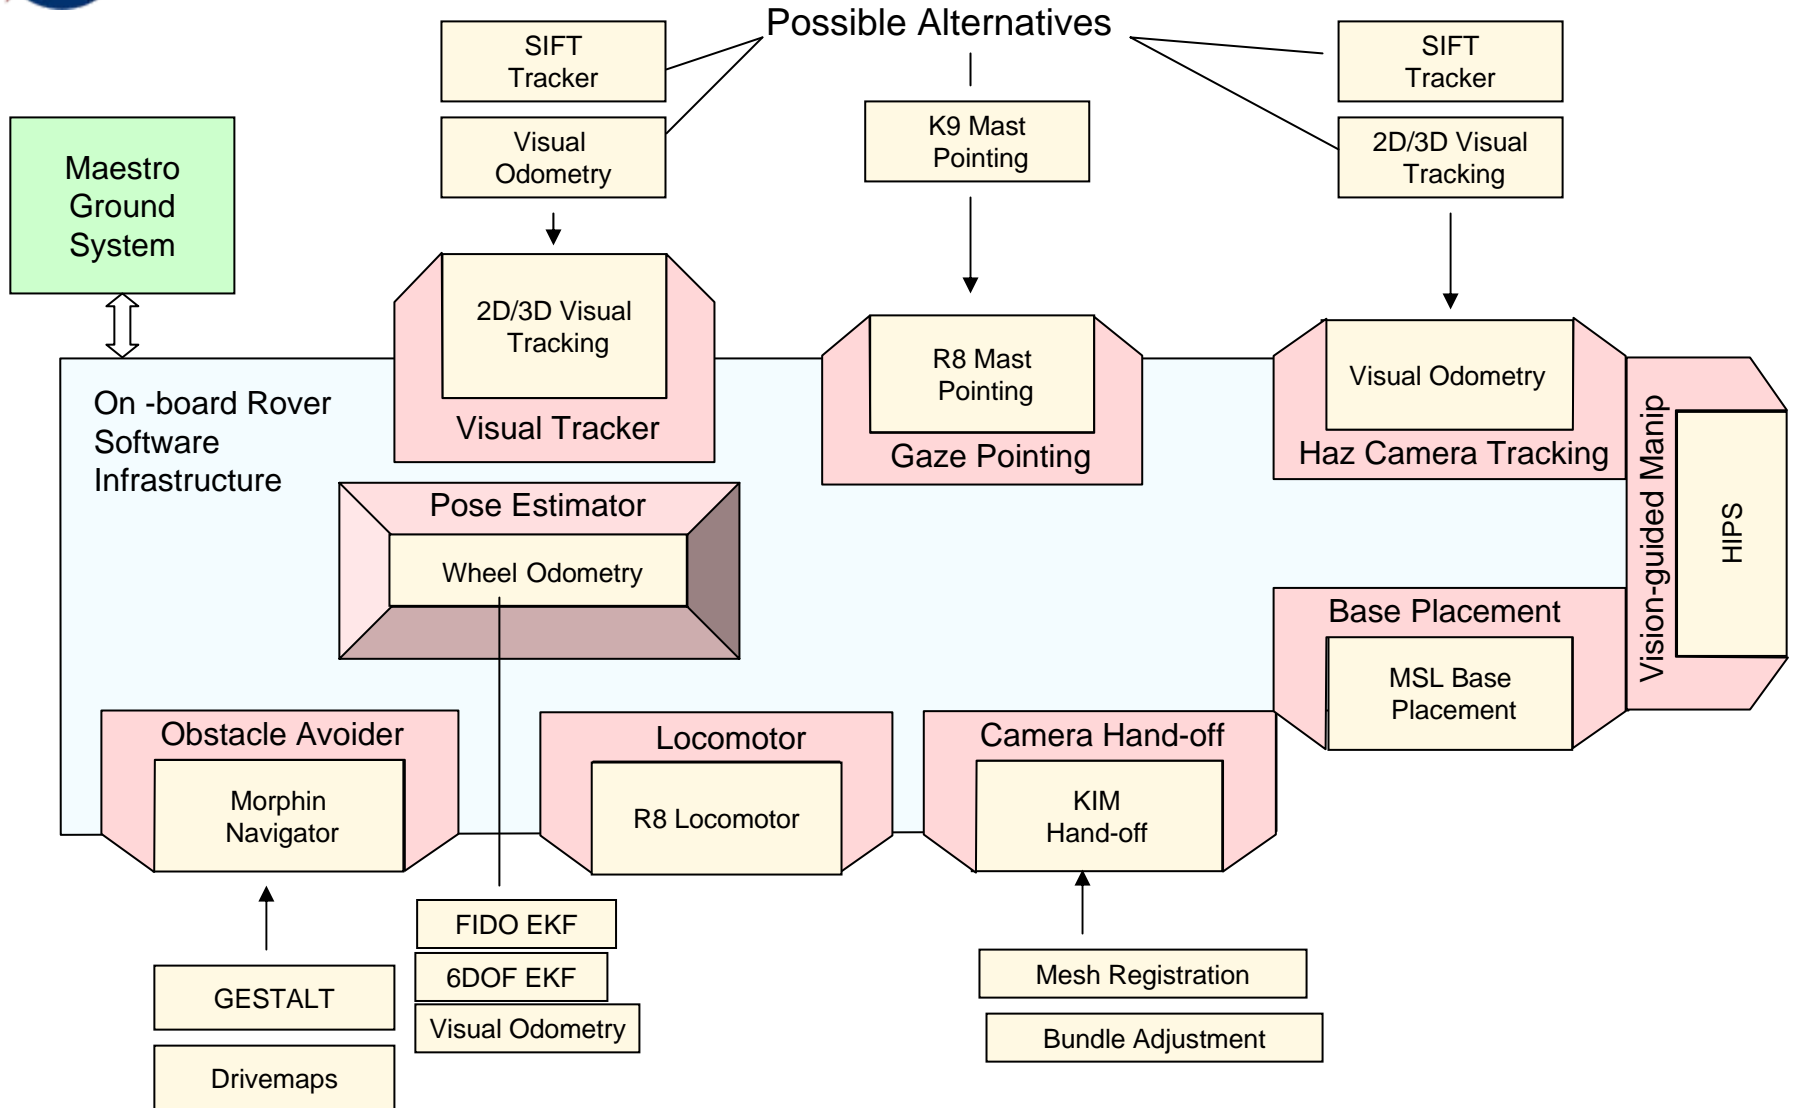 Possible Alternatives
SIFT
Tracker
Visual
Odometry
K9 Mast
Pointing
SIFT
Tracker
2D/3D Visual
Tracking
Maestro
Ground
System
2D/3D Visual
Tracking
Visual Tracker
R8 Mast
Pointing
Gaze Pointing
Visual Odometry
Haz Camera Tracking
On -board Rover
Software
Infrastructure
Vision-guided Manip
HIPS
Pose Estimator
Wheel Odometry
Base Placement
MSL Base
Placement
Obstacle Avoider
Morphin
Navigator
Locomotor
R8 Locomotor
Camera Hand-off
KIM
Hand-off
GESTALT
Drivemaps
FIDO EKF
6DOF EKF
Visual Odometry
Mesh Registration
Bundle Adjustment